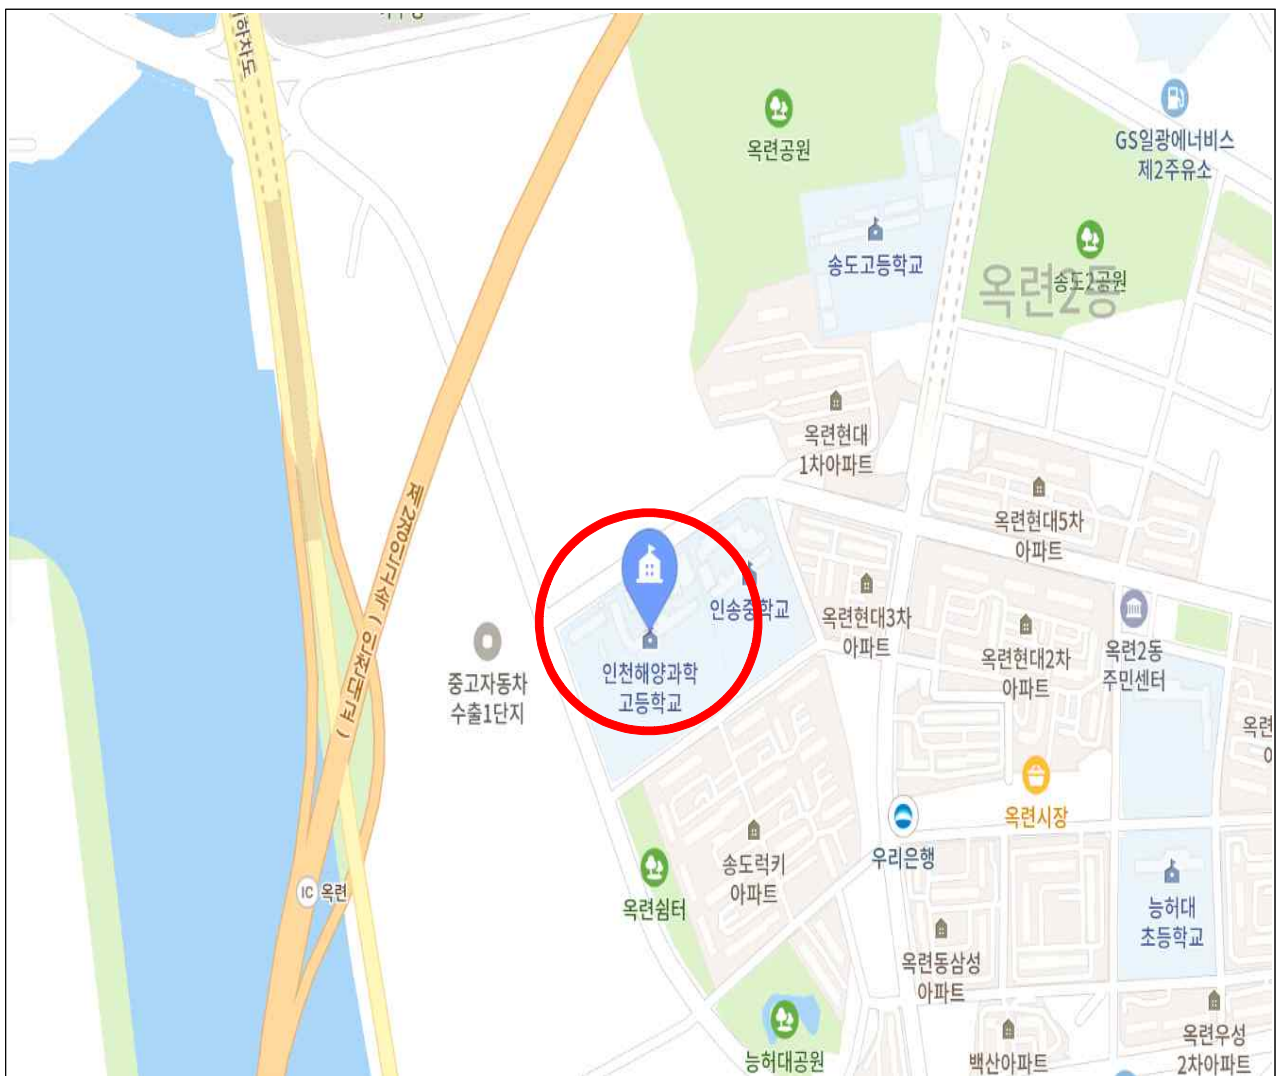 하차도
옥련공원
GS일광에너비스
제2주유소
송도고등학교
옥련2동
송도2공원
옥련현대
1차아파트
제2경인고속(인천대교)
옥련현대5차
아파트
인송중학교
옥련현대3차
아파트
옥련현대2차
아파트
옥련2동
주민센터
인천해양과학
고등학교
중고자동차
수출1단지
옥련
옥련시장
우리은행
송도럭키
아파트
IC 옥련
옥련쉼터
능허대
초등학교
옥련동삼성
아파트
능허대공원
백산아파트
옥련우성
2차아파트